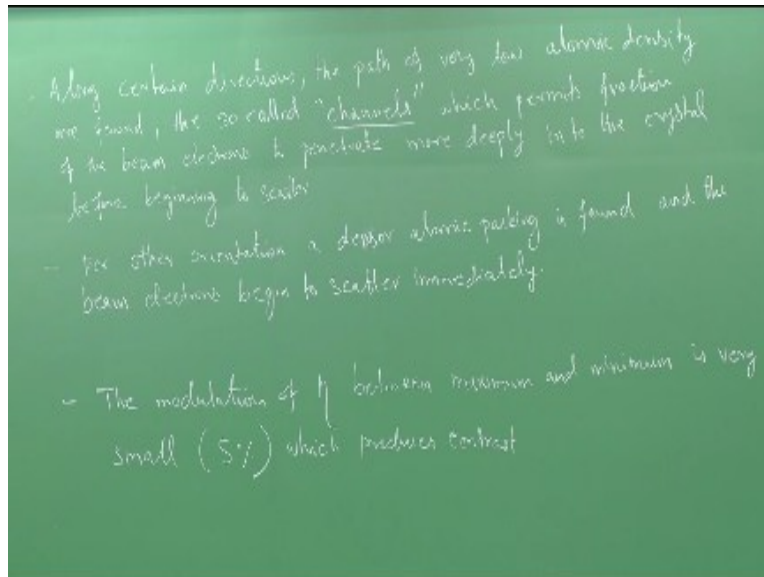 - Along certain directions, the path of very low atomic density
are found, the so called "channels" which permits fraction
of the beam electrons to penetrate more deeply in to the crystal
before beginning to scatter
- For other orientation a denser atomic packing is found and the
beam electrons begin to scatter immediately.
- The modulation of η between maximum and minimum is very
small (5%) which produces contrast